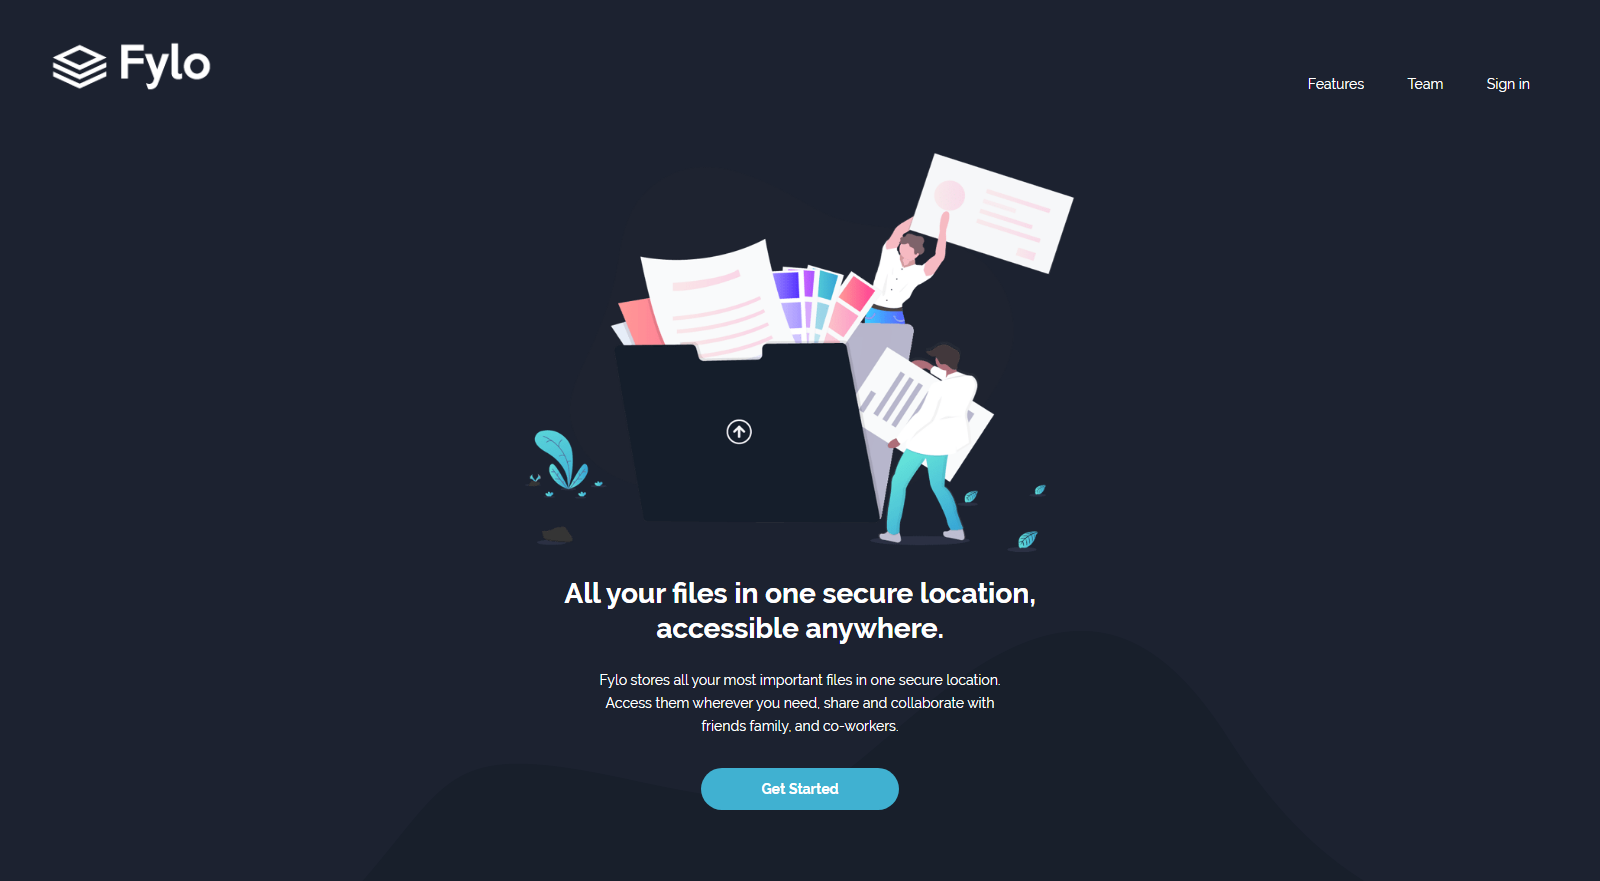 Fylo
Features
Team
Sign in
All your files in one secure location,
accessible anywhere.
Fylo stores all your most important files in one secure location.
Access them wherever you need, share and collaborate with
friends family, and co-workers.
Get Started